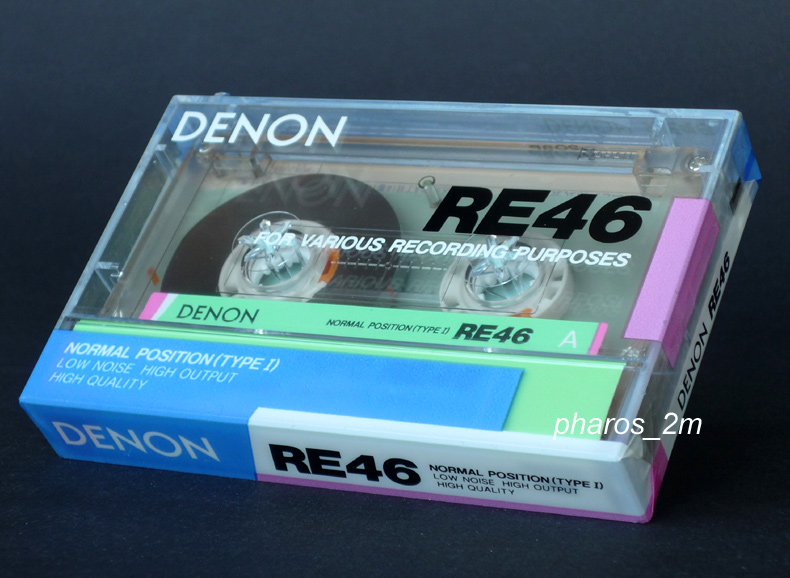 DENON
RE46
FOR VARIOUS RECORDING PURPOSES
DENON NORMAL POSITION (TYPE I) RE46 A
NORMAL POSITION (TYPE I)
LOW NOISE HIGH OUTPUT
HIGH QUALITY
DENON
RE46
NORMAL POSITION (TYPE I)
LOW NOISE HIGH OUTPUT
HIGH QUALITY
DENON RE46
pharos_2m